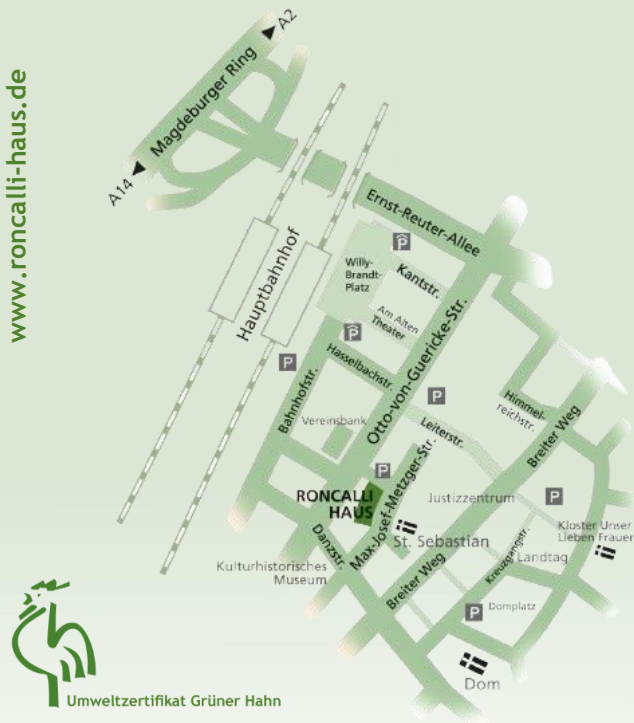 www.roncalli-haus.de
A2
Magdeburger Ring
A14
Hauptbahnhof
Ernst-Reuter-Allee
P
Willy-
Brandt-
Platz
Kantstr.
Am Alten
Theater
P
Otto-von-Guericke-Str.
Hasselbachstr.
P
Bahnhofstr.
P
Himmel-
reichstr.
Breiter Weg
Vereinsbank
Leiterstr.
P
Max-Josef-Metzger-Str.
RONCALLI
HAUS
Justizzentrum
P
St. Sebastian
Kloster Unser
Lieben Frauen
Danzstr.
Kreuzgangstr.
Landtag
Kulturhistorisches
Museum
Breiter Weg
P
Domplatz
Dom
Umweltzertifikat Grüner Hahn